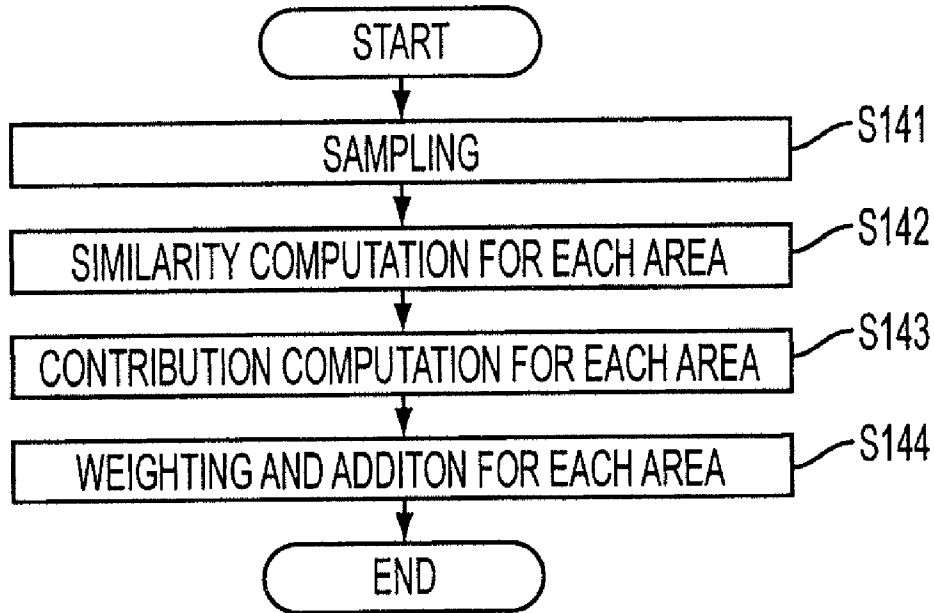 START
SAMPLING
S141
SIMILARITY COMPUTATION FOR EACH AREA
S142
CONTRIBUTION COMPUTATION FOR EACH AREA
S143
WEIGHTING AND ADDITON FOR EACH AREA
S144
END